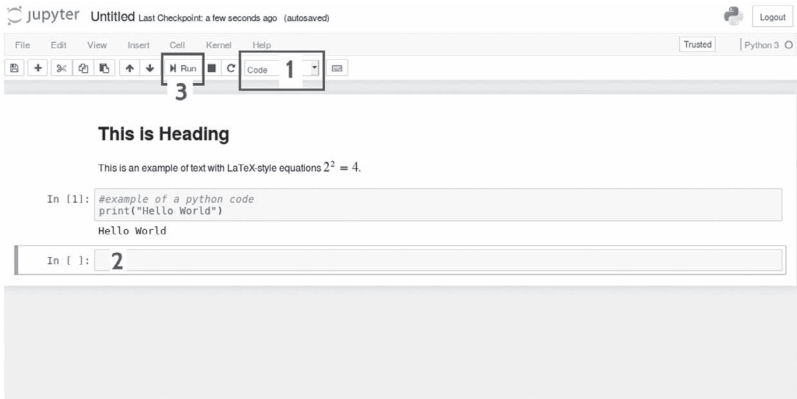 jupyter Untitled Last Checkpoint: a few seconds ago (autosaved) Logout
File Edit View Insert Cell Kernel Help Trusted Python 3
Run Code 1
3
This is Heading
This is an example of text with LaTeX-style equations 2² = 4.
In [1]: #example of a python code
print("Hello World")
Hello World
In [ ]: 2